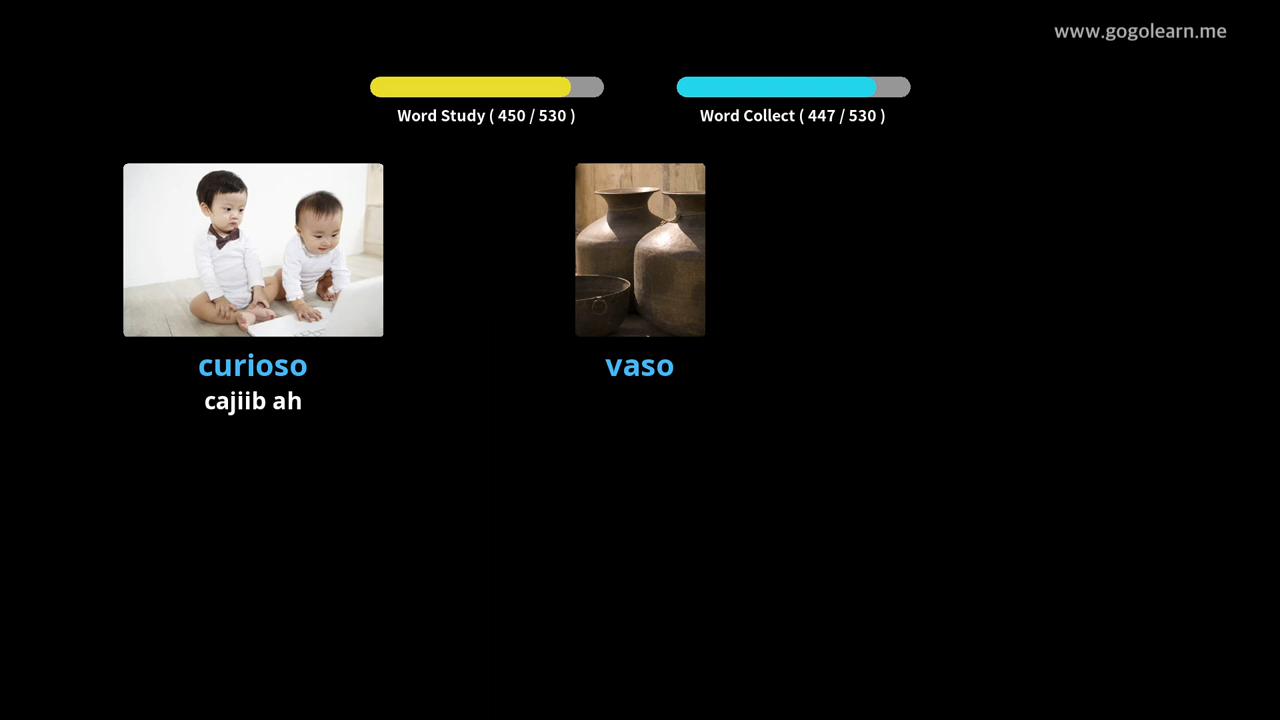 www.gogolearn.me
Word Study ( 450 / 530 )
Word Collect ( 447 / 530 )
curioso
cajiib ah
vaso